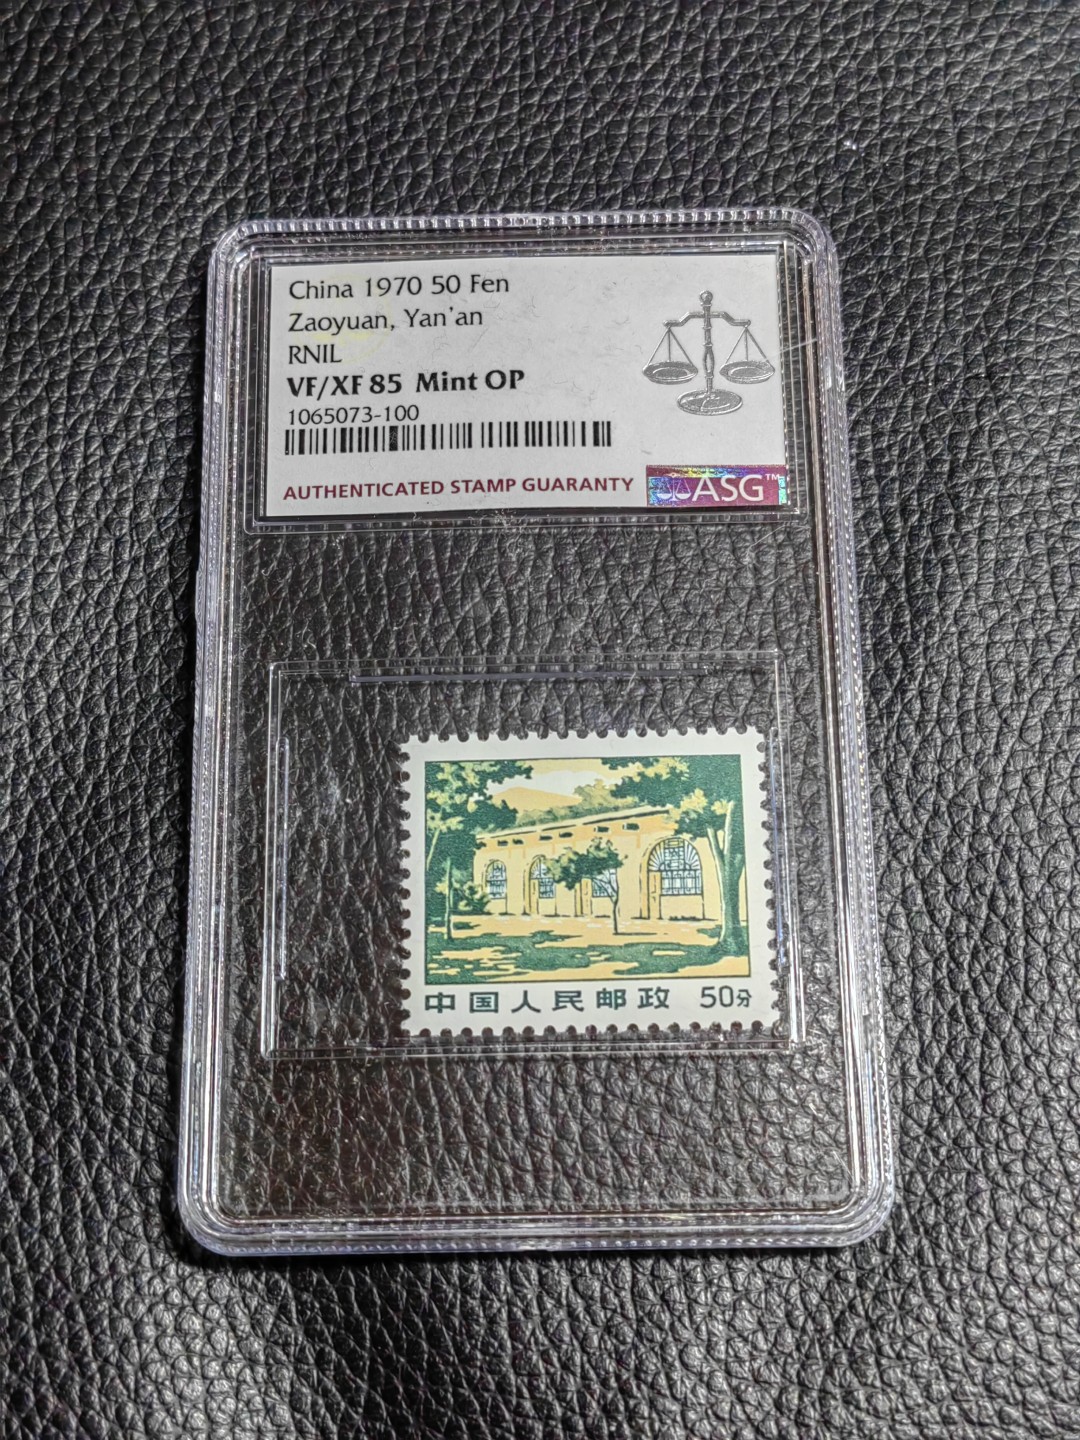 China 1970 50 Fen
Zaoyuan, Yan'an
RNIL
VF/XF 85 Mint OP
1065073-100
AUTHENTICATED STAMP GUARANTY
ASG™
中国人民邮政 50分